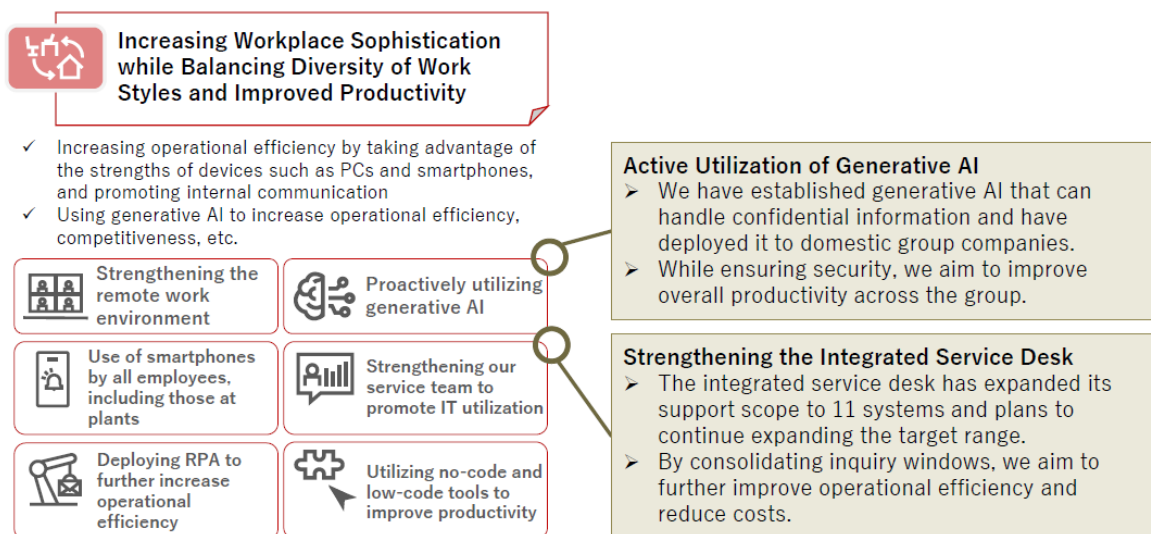 Increasing Workplace Sophistication
while Balancing Diversity of Work
Styles and Improved Productivity
✓ Increasing operational efficiency by taking advantage of
the strengths of devices such as PCs and smartphones,
and promoting internal communication
✓ Using generative AI to increase operational efficiency,
competitiveness, etc.
Strengthening the
remote work
environment
Proactively utilizing
generative AI
Use of smartphones
by all employees,
including those at
plants
Strengthening our
service team to
promote IT utilization
Deploying RPA to
further increase
operational
efficiency
Utilizing no-code and
low-code tools to
improve productivity
Active Utilization of Generative AI
➢ We have established generative AI that can
handle confidential information and have
deployed it to domestic group companies.
➢ While ensuring security, we aim to improve
overall productivity across the group.
Strengthening the Integrated Service Desk
➢ The integrated service desk has expanded its
support scope to 11 systems and plans to
continue expanding the target range.
➢ By consolidating inquiry windows, we aim to
further improve operational efficiency and
reduce costs.